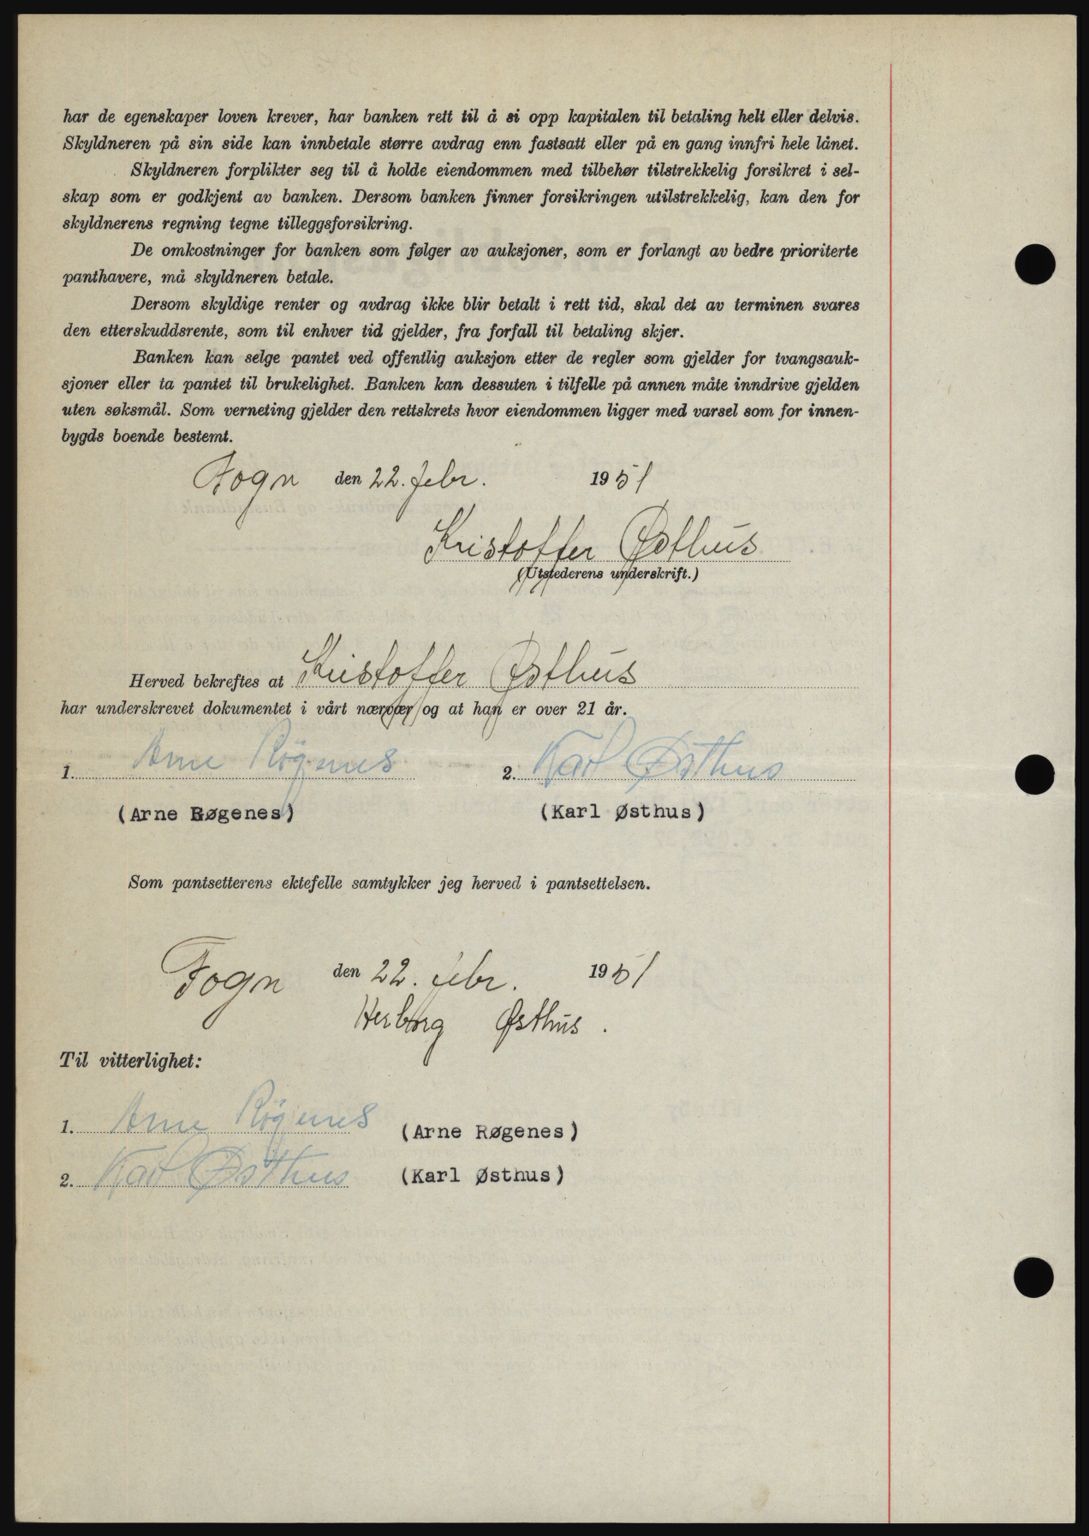 har de egenskaper loven krever, har banken rett til å si opp kapitalen til betaling helt eller delvis.
Skyldneren på sin side kan innbetale større avdrag enn fastsatt eller på en gang innfri hele lånet.
Skyldneren forplikter seg til å holde eiendommen med tilbehør tilstrekkelig forsikret i sel-
skap som er godkjent av banken. Dersom banken finner forsikringen utilstrekkelig, kan den for
skyldnerens regning tegne tilleggsforsikring.
De omkostninger for banken som følger av auksjoner, som er forlangt av bedre prioriterte
panthavere, må skyldneren betale.
Dersom skyldige renter og avdrag ikke blir betalt i rett tid, skal det av terminen svares
den etterskuddsrente, som til enhver tid gjelder, fra forfall til betaling skjer.
Banken kan selge pantet ved offentlig auksjon etter de regler som gjelder for tvangsauk-
sjoner eller ta pantet til brukelighet. Banken kan dessuten i tilfelle på annen måte inndrive gjelden
uten søksmål. Som verneting gjelder den rettskrets hvor eiendommen ligger med varsel som for innen-
bygds boende bestemt.
Fogn den 22. febr. 1951
Kristoffer Østhus
(Utstederens underskrift.)
Herved bekreftes at Kristoffer Østhus
har underskrevet dokumentet i vårt nærvær og at han er over 21 år.
1. Arne Røgenes 2. Karl Østhus
(Arne Røgenes) (Karl Østhus)
Som pantsetterens ektefelle samtykker jeg herved i pantsettelsen.
Fogn den 22. febr. 1951
Herborg Østhus.
Til vitterlighet:
1. Arne Røgenes (Arne Røgenes)
2. Karl Østhus (Karl Østhus)